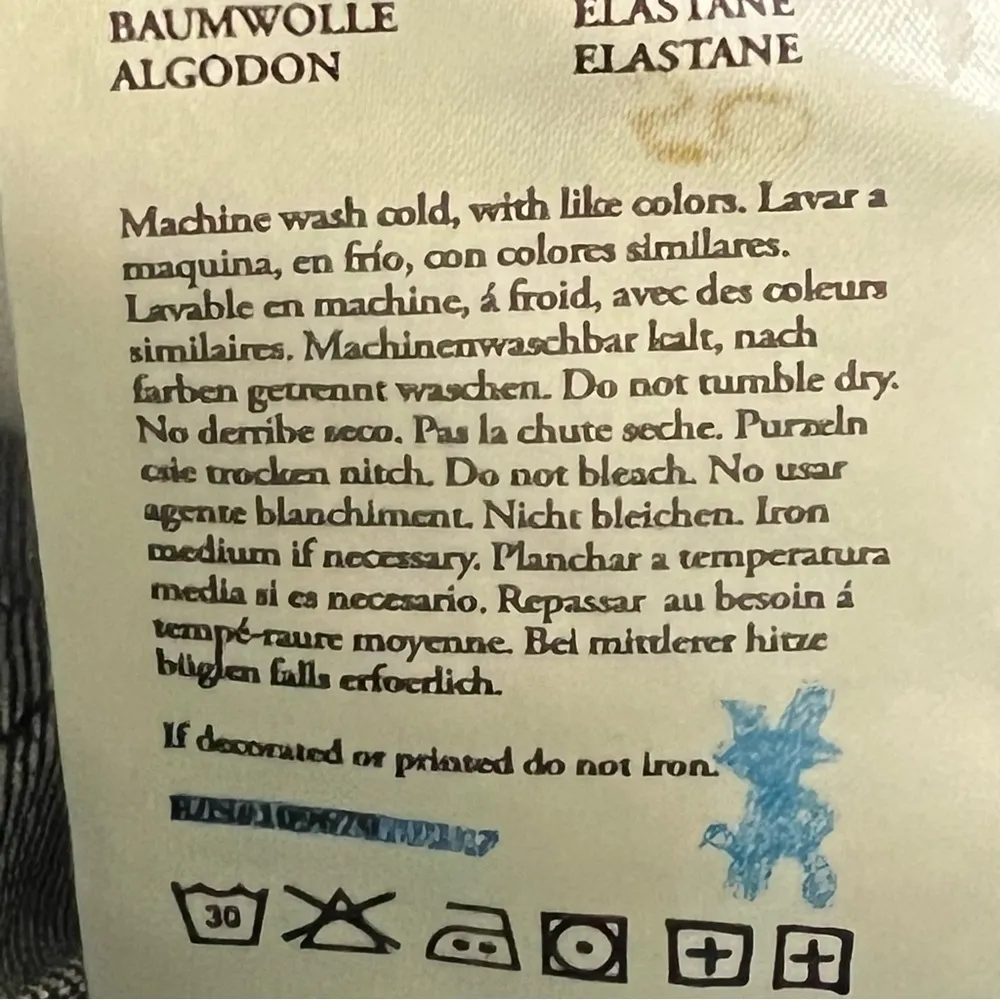 BAUMWOLLE
ALGODON
ELASTANE
ELASTANE
Machine wash cold, with like colors. Lavar a
maquina, en frío, con colores similares.
Lavable en machine, á froid, avec des coleurs
similaires. Machinenwaschbar kalt, nach
farben getrennt waschen. Do not tumble dry.
No derribe seco. Pas la chute seche. Purzeln
sie trocken nitch. Do not bleach. No usar
agente blanchiment. Nicht bleichen. Iron
medium if necessary. Planchar a temperatura
media si es necesario. Repassar au besoin á
tempé-raure moyenne. Bei mittlerer hitze
büglen falls erfoerlich.
If decorated or printed do not iron.
30